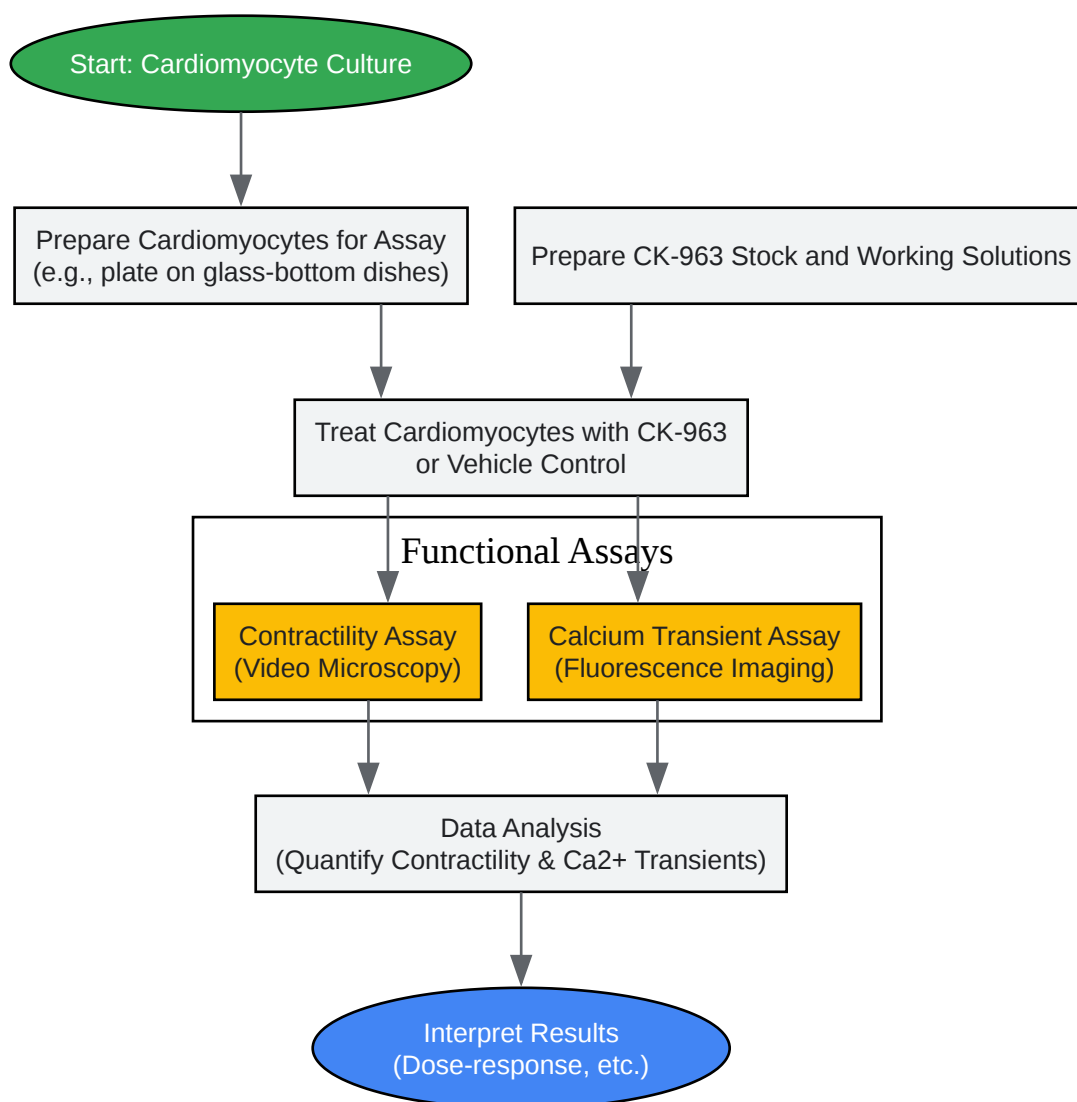 Start: Cardiomyocyte Culture
Prepare Cardiomyocytes for Assay
(e.g., plate on glass-bottom dishes)
Prepare CK-963 Stock and Working Solutions
Treat Cardiomyocytes with CK-963
or Vehicle Control
Functional Assays
Contractility Assay
(Video Microscopy)
Calcium Transient Assay
(Fluorescence Imaging)
Data Analysis
(Quantify Contractility & Ca2+ Transients)
Interpret Results
(Dose-response, etc.)